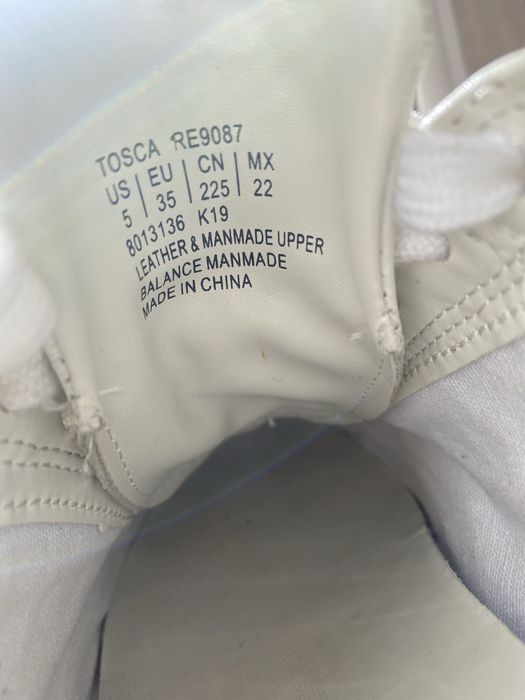 TOSCA RE9087
US | EU | CN | MX
5 | 35 | 225 | 22
8013136 K19
LEATHER & MANMADE UPPER
BALANCE MANMADE
MADE IN CHINA